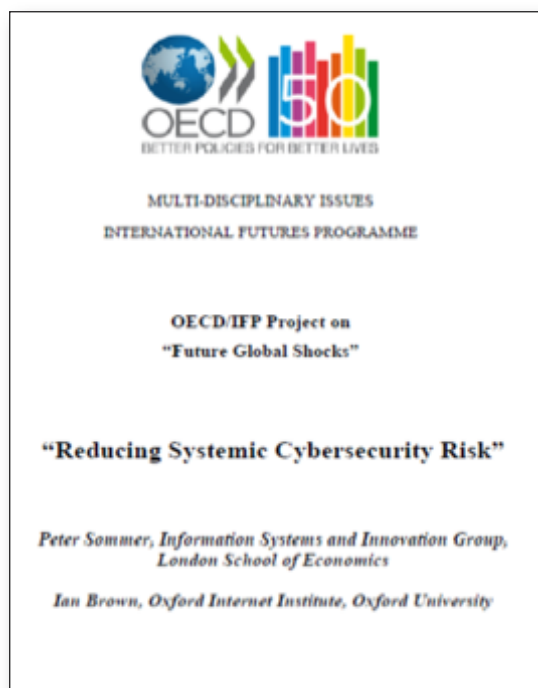 OECD
50
BETTER POLICIES FOR BETTER LIVES
MULTI-DISCIPLINARY ISSUES
INTERNATIONAL FUTURES PROGRAMME
OECD/IFP Project on
“Future Global Shocks”
“Reducing Systemic Cybersecurity Risk”
Peter Sommer, Information Systems and Innovation Group,
London School of Economics
Ian Brown, Oxford Internet Institute, Oxford University